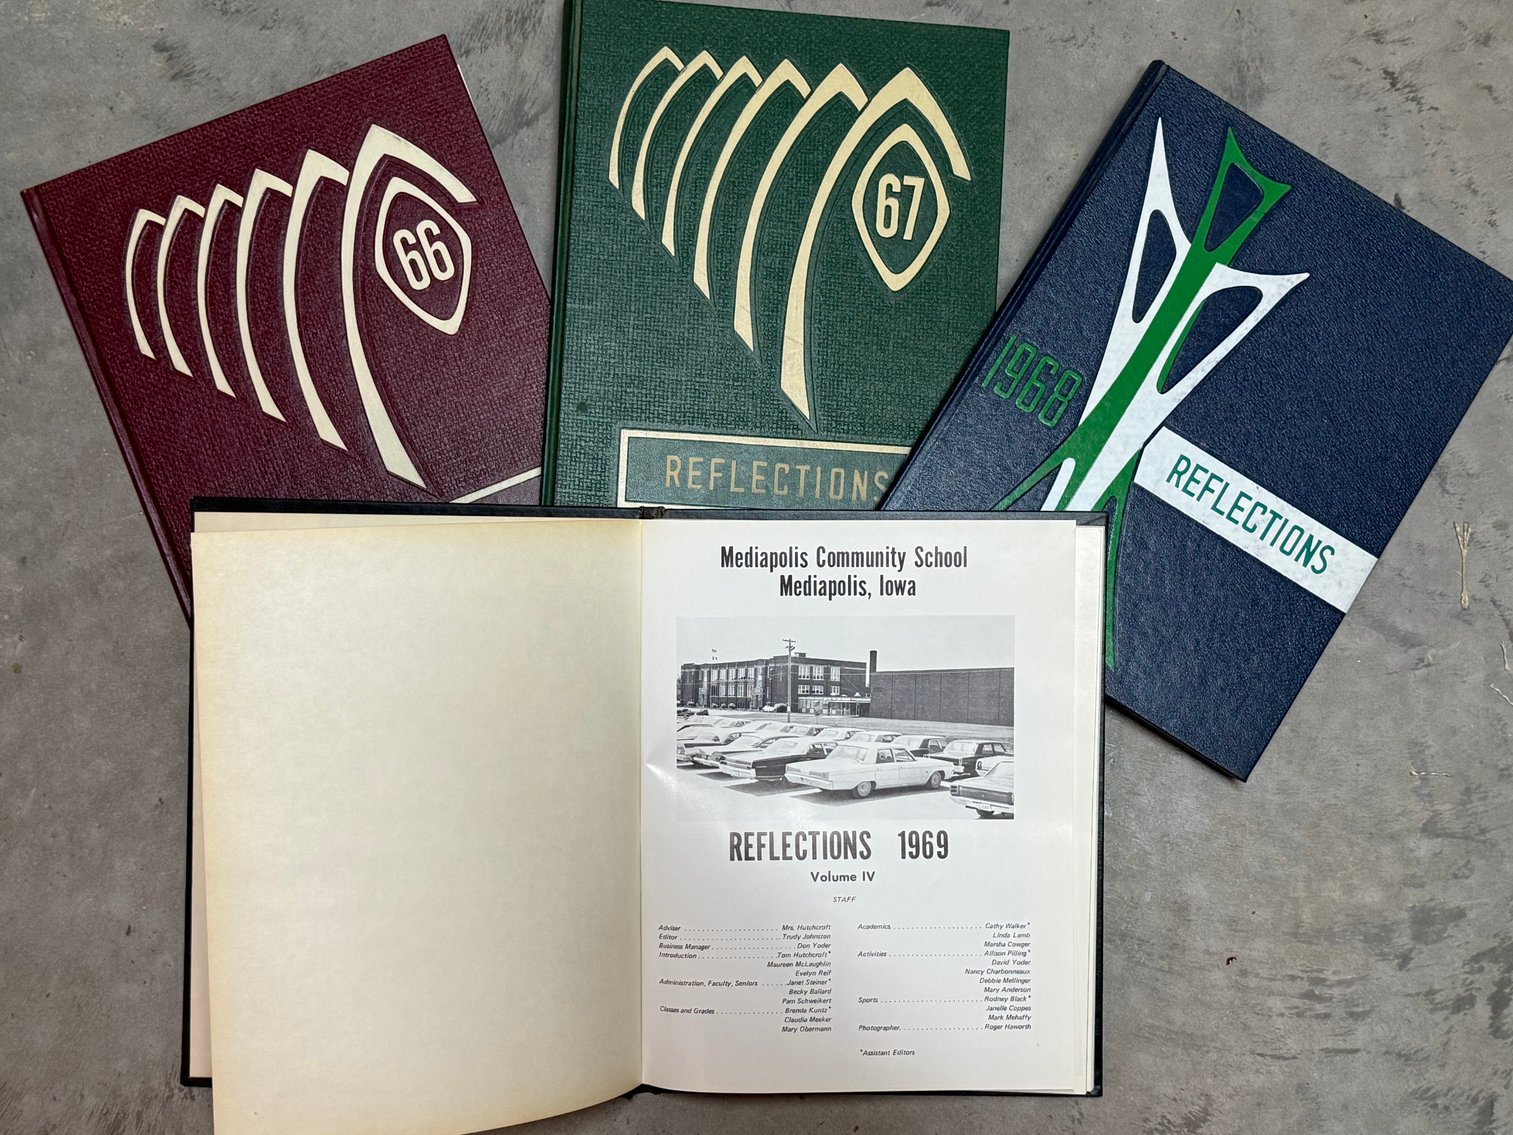 66
67
REFLECTIONS
1968
REFLECTIONS
Mediapolis Community School
Mediapolis, Iowa
REFLECTIONS 1969
Volume IV
STAFF
Adviser . . . . . . . . . . . . . . . . . . . . . . . Mrs. Hutchcroft
Editor . . . . . . . . . . . . . . . . . . . . . . . . Trudy Johnston
Business Manager . . . . . . . . . . . . . . . . . . . Don Yoder
Introduction . . . . . . . . . . . . . . . . . . Tom Hutchcroft*
Maureen McLaughlin
Evelyn Reif
Administration, Faculty, Seniors . . . . . . Janet Steiner*
Becky Ballard
Pam Schweikert
Classes and Grades . . . . . . . . . . . . . . . Brenda Kuntz*
Claudia Meeker
Mary Obermann
Academics . . . . . . . . . . . . . . . . . . . . Cathy Walker*
Linda Lamb
Marsha Cowger
Activities . . . . . . . . . . . . . . . . . . . . . Allison Pilling*
David Yoder
Nancy Charbonneaux
Debbie Mellinger
Mary Anderson
Sports . . . . . . . . . . . . . . . . . . . . . . . Rodney Black*
Janelle Coppes
Mark Mehaffy
Photographer. . . . . . . . . . . . . . . . . . Roger Haworth
*Assistant Editors